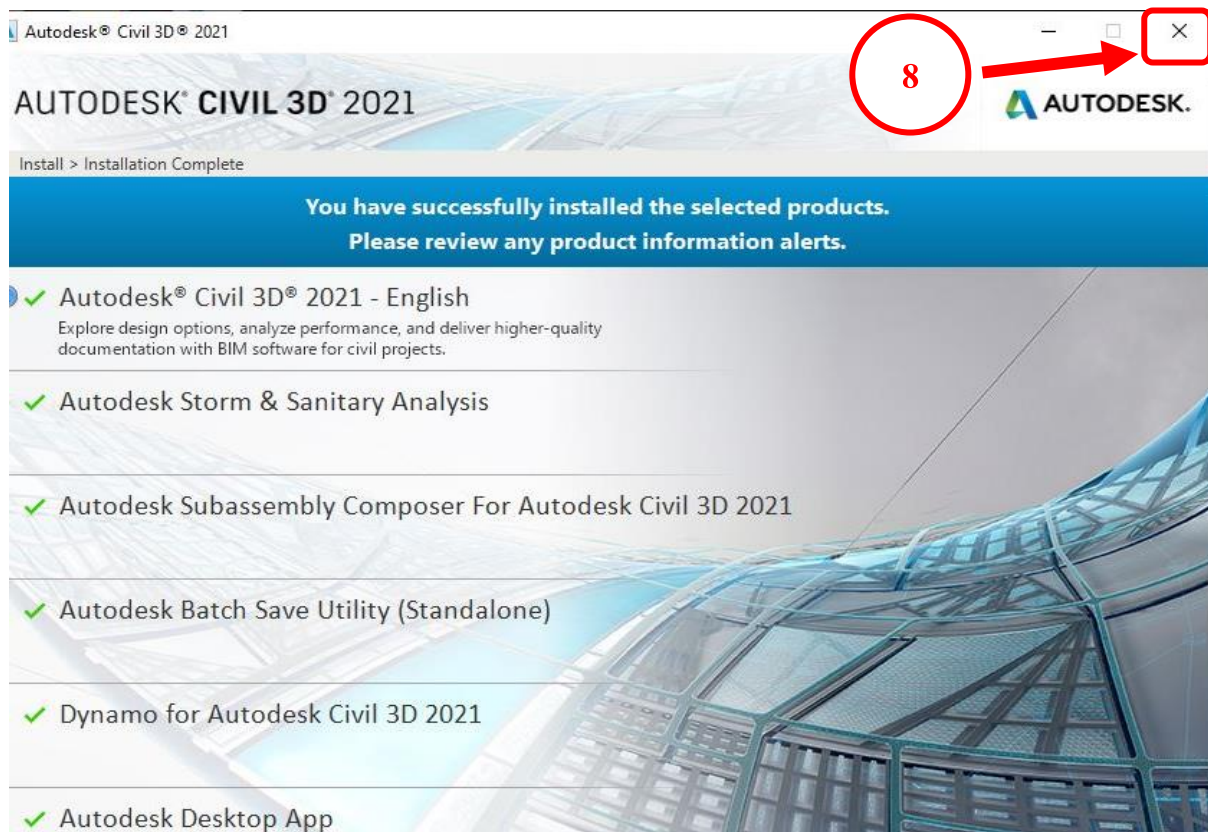 Autodesk® Civil 3D® 2021
8
AUTODESK® CIVIL 3D® 2021
AUTODESK.
Install > Installation Complete
You have successfully installed the selected products.
Please review any product information alerts.
Autodesk® Civil 3D® 2021 - English
Explore design options, analyze performance, and deliver higher-quality
documentation with BIM software for civil projects.
Autodesk Storm & Sanitary Analysis
Autodesk Subassembly Composer For Autodesk Civil 3D 2021
Autodesk Batch Save Utility (Standalone)
Dynamo for Autodesk Civil 3D 2021
Autodesk Desktop App